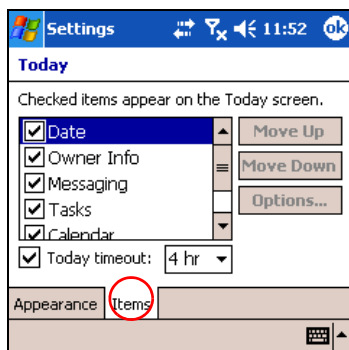 Settings 11:52 ok
Today
Checked items appear on the Today screen.
Date
Owner Info
Messaging
Tasks
Calendar
Move Up
Move Down
Options...
Today timeout: 4 hr
Appearance Items